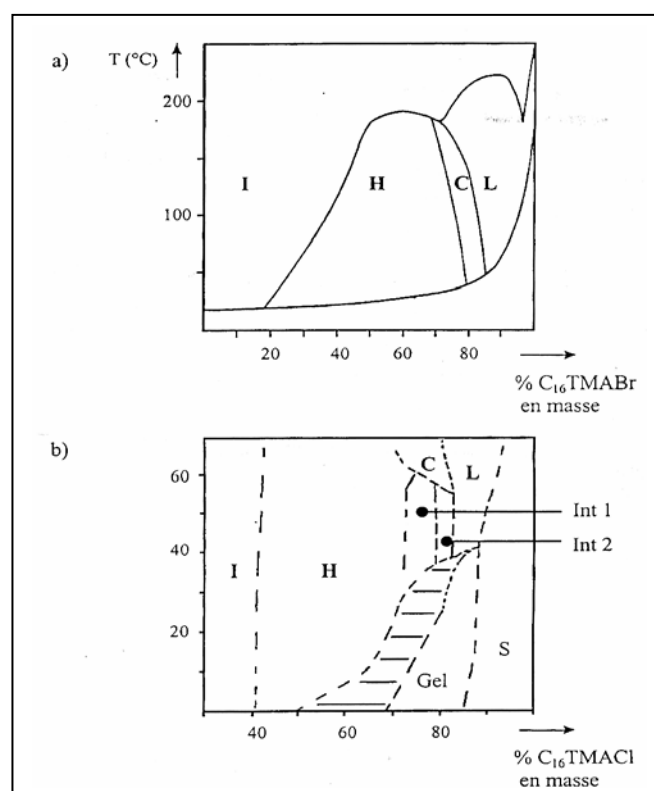 a)
T (°C)
200
100
I
H
C
L
20
40
60
80
% C₁₆TMABr
en masse
b)
60
40
20
I
H
C
L
Int 1
Int 2
S
Gel
40
60
80
% C₁₆TMACl
en masse